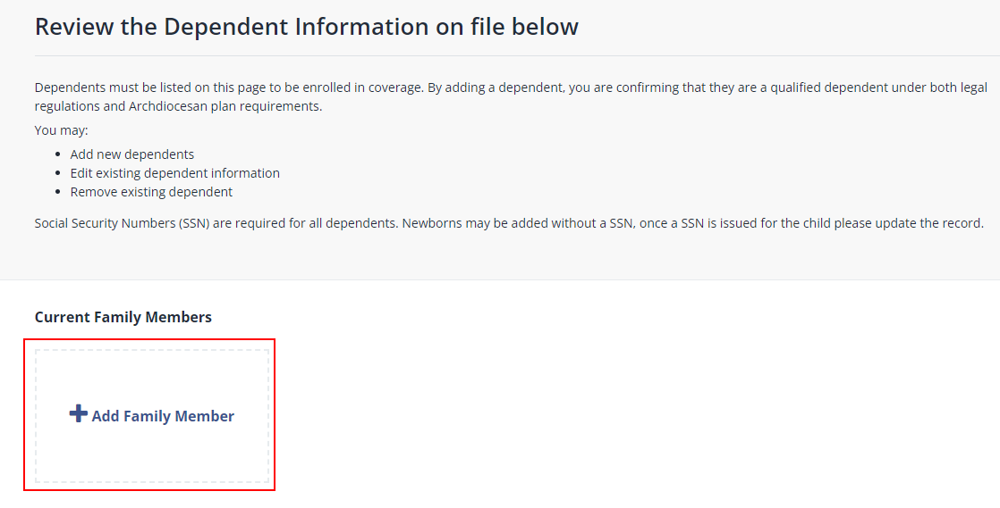 Review the Dependent Information on file below
Dependents must be listed on this page to be enrolled in coverage. By adding a dependent, you are confirming that they are a qualified dependent under both legal
regulations and Archdiocesan plan requirements.
You may:
• Add new dependents
• Edit existing dependent information
• Remove existing dependent
Social Security Numbers (SSN) are required for all dependents. Newborns may be added without a SSN, once a SSN is issued for the child please update the record.
Current Family Members
+ Add Family Member